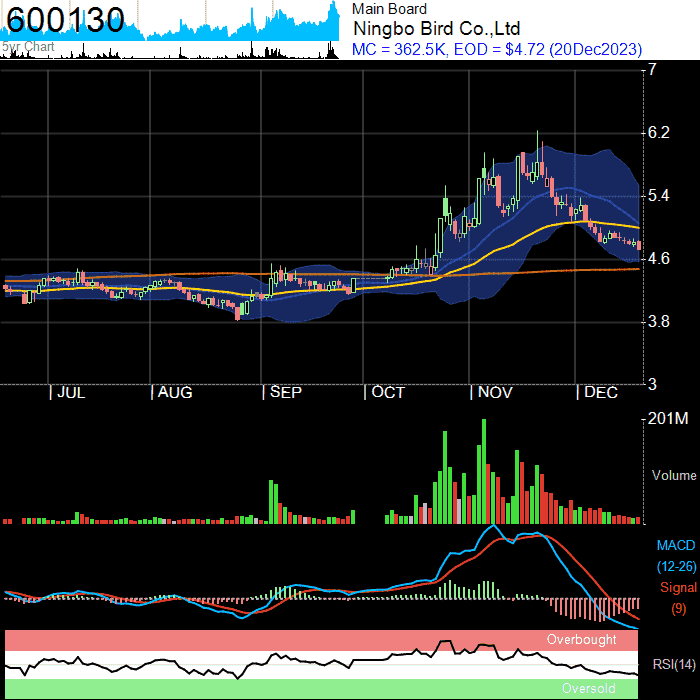 600130
5yr Chart
Main Board
Ningbo Bird Co.,Ltd
MC = 362.5K, EOD = $4.72 (20Dec2023)
7
6.2
5.4
4.6
3.8
3
| JUL | AUG | SEP | OCT | NOV | DEC
201M
Volume
MACD
(12-26)
Signal
(9)
Overbought
RSI(14)
Oversold